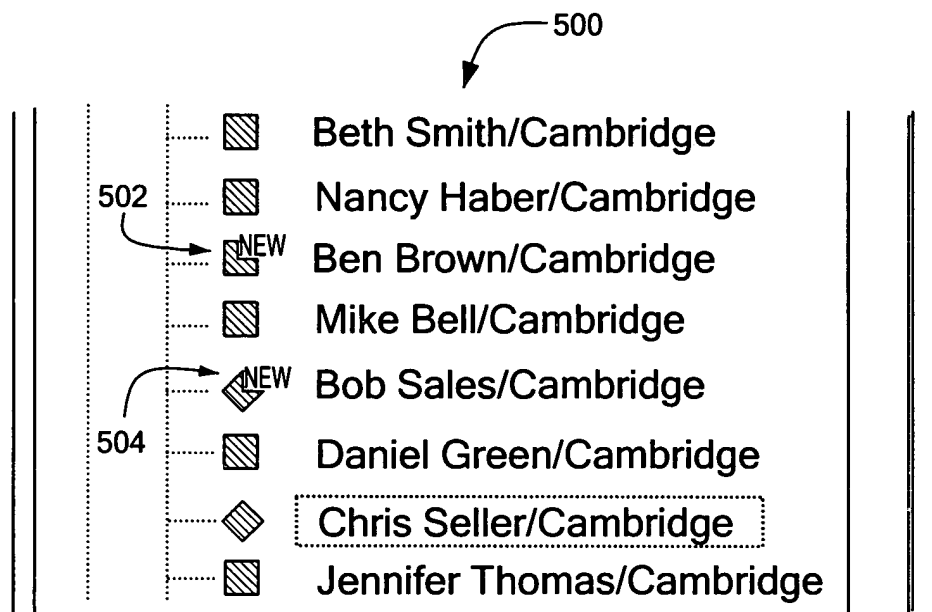 500
Beth Smith/Cambridge
502 Nancy Haber/Cambridge
NEW Ben Brown/Cambridge
Mike Bell/Cambridge
NEW Bob Sales/Cambridge
504 Daniel Green/Cambridge
Chris Seller/Cambridge
Jennifer Thomas/Cambridge